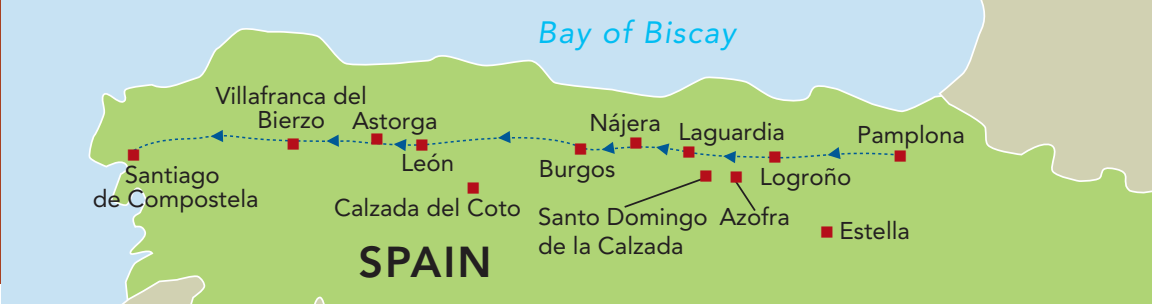 Bay of Biscay
Villafranca del
Bierzo
Astorga
León
Nájera
Laguardia
Pamplona
Burgos
Logroño
Santiago
de Compostela
Calzada del Coto
Santo Domingo
de la Calzada
Azofra
Estella
SPAIN